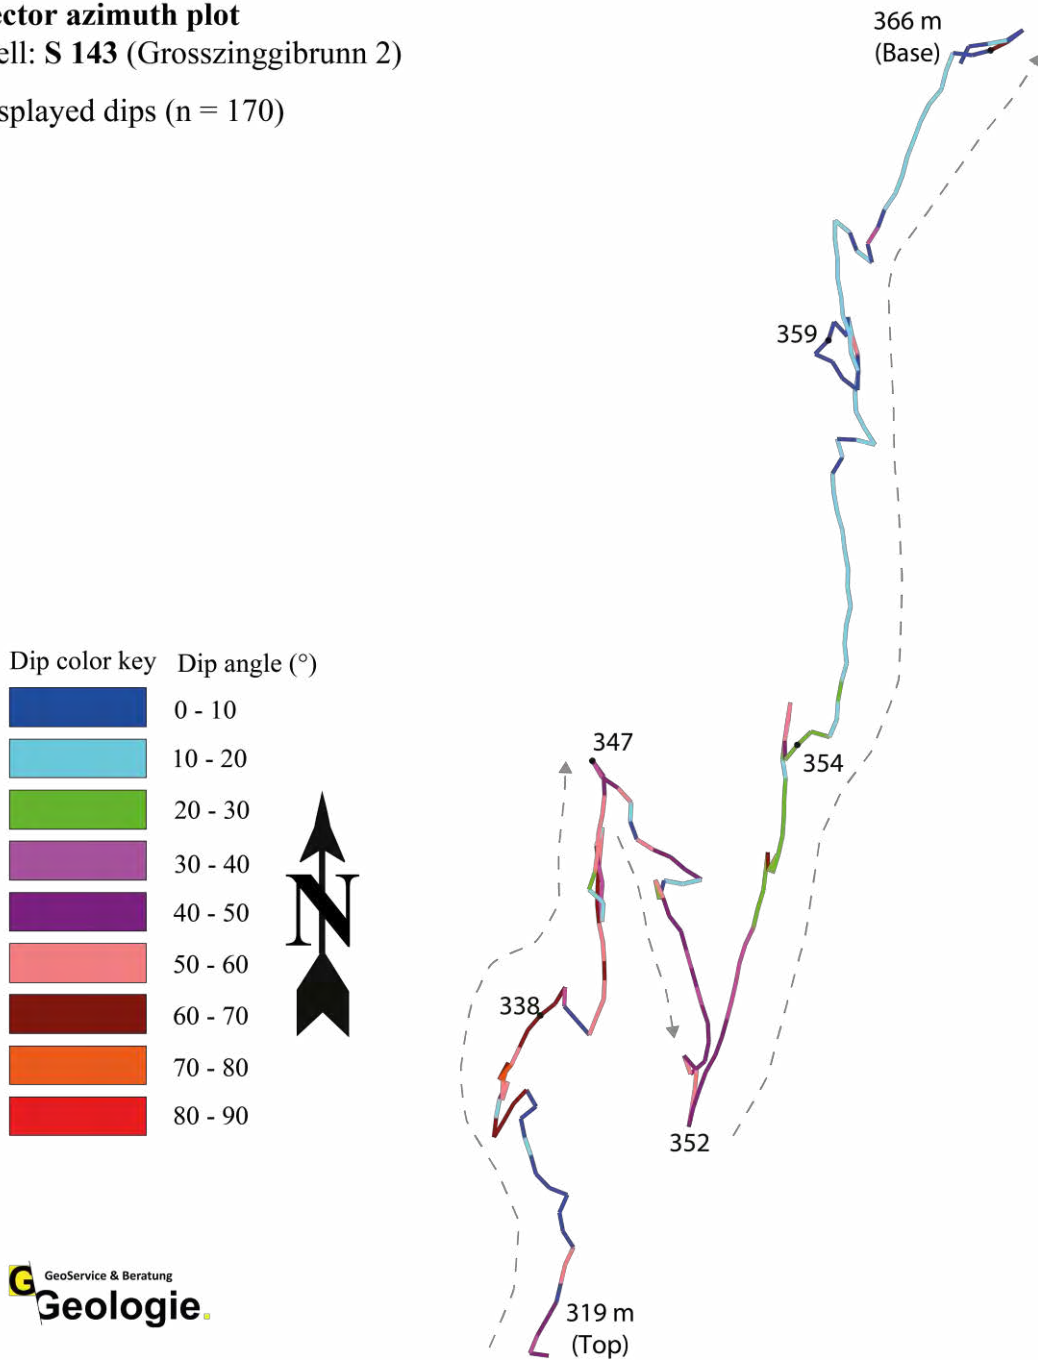 ector azimuth plot
ell: S 143 (Grosszinggibrunn 2)
splayed dips (n = 170)
366 m
(Base)
359
354
347
338
352
319 m
(Top)
Dip color key Dip angle (°)
0 - 10
10 - 20
20 - 30
30 - 40
40 - 50
50 - 60
60 - 70
70 - 80
80 - 90
N
G GeoService & Beratung
Geologie.